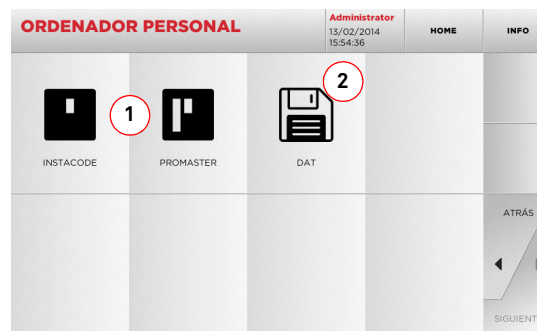 ORDENADOR PERSONAL
Administrator
13/02/2014
15:54:36
HOME
INFO
1
2
INSTACODE
PROMASTER
DAT
ATRÁS
SIGUIENT